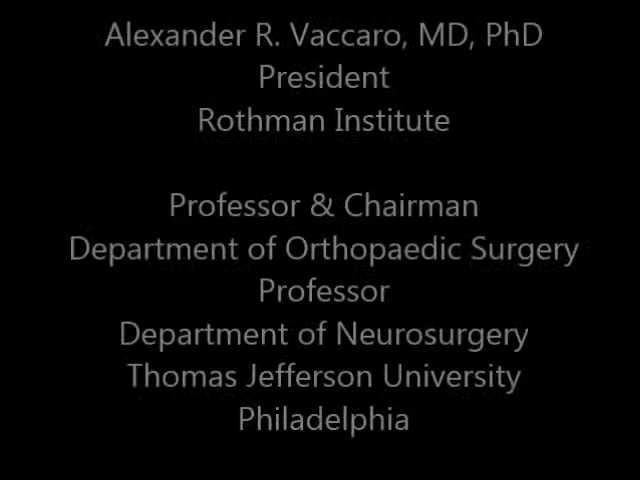 Alexander R. Vaccaro, MD, PhD
President
Rothman Institute
Professor & Chairman
Department of Orthopaedic Surgery
Professor
Department of Neurosurgery
Thomas Jefferson University
Philadelphia